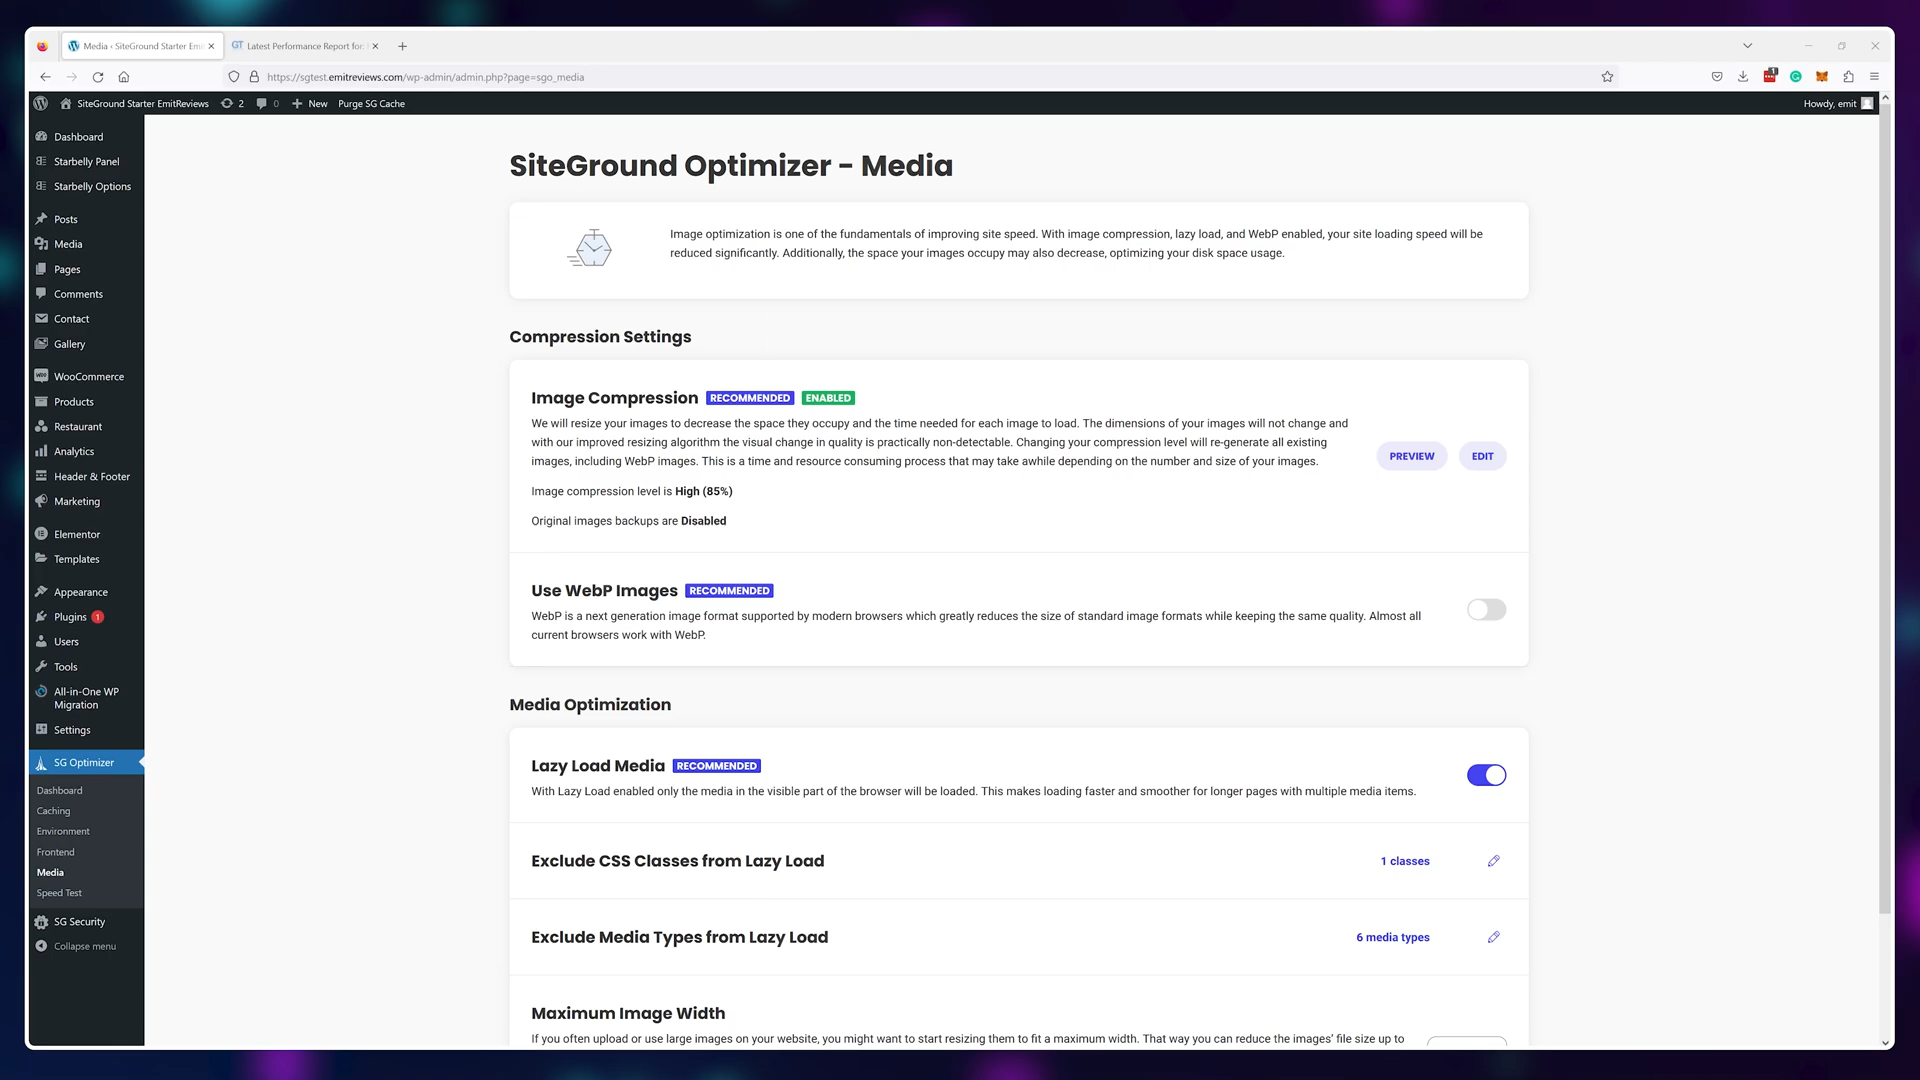 Media ‹ SiteGround Starter Emi
GT Latest Performance Report for:
https://sgtest.emitreviews.com/wp-admin/admin.php?page=sgo_media
1
SiteGround Starter EmitReviews
2
0
New
Purge SG Cache
Howdy, emit
Dashboard
Starbelly Panel
Starbelly Options
Posts
Media
Pages
Comments
Contact
Gallery
WooCommerce
Products
Restaurant
Analytics
Header & Footer
Marketing
Elementor
Templates
Appearance
Plugins 1
Users
Tools
All-in-One WP
Migration
Settings
SG Optimizer
Dashboard
Caching
Environment
Frontend
Media
Speed Test
SG Security
Collapse menu
SiteGround Optimizer - Media
Image optimization is one of the fundamentals of improving site speed. With image compression, lazy load, and WebP enabled, your site loading speed will be
reduced significantly. Additionally, the space your images occupy may also decrease, optimizing your disk space usage.
Compression Settings
Image Compression RECOMMENDED ENABLED
We will resize your images to decrease the space they occupy and the time needed for each image to load. The dimensions of your images will not change and
with our improved resizing algorithm the visual change in quality is practically non-detectable. Changing your compression level will re-generate all existing
images, including WebP images. This is a time and resource consuming process that may take awhile depending on the number and size of your images.
PREVIEW
EDIT
Image compression level is High (85%)
Original images backups are Disabled
Use WebP Images RECOMMENDED
WebP is a next generation image format supported by modern browsers which greatly reduces the size of standard image formats while keeping the same quality. Almost all
current browsers work with WebP.
Media Optimization
Lazy Load Media RECOMMENDED
With Lazy Load enabled only the media in the visible part of the browser will be loaded. This makes loading faster and smoother for longer pages with multiple media items.
Exclude CSS Classes from Lazy Load
1 classes
Exclude Media Types from Lazy Load
6 media types
Maximum Image Width
If you often upload or use large images on your website, you might want to start resizing them to fit a maximum width. That way you can reduce the images' file size up to